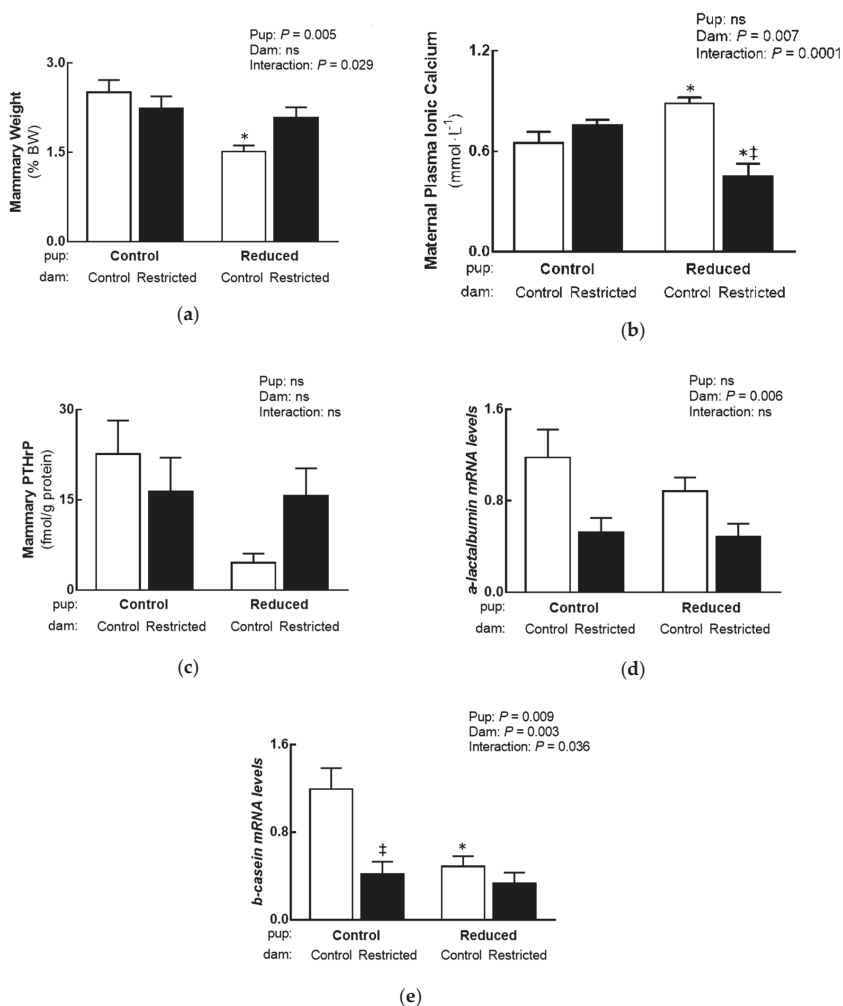 Pup: P = 0.005
Dam: ns
Interaction: P = 0.029
Mammary Weight
(% BW)
3.0
1.5
0.0
*
pup: Control Reduced
dam: Control Restricted Control Restricted
(a)
Pup: ns
Dam: P = 0.007
Interaction: P = 0.0001
Maternal Plasma Ionic Calcium
(mmol·L⁻¹)
1.2
0.6
0.0
*
*‡
pup: Control Reduced
dam: Control Restricted Control Restricted
(b)
Pup: ns
Dam: ns
Interaction: ns
Mammary PTHrP
(fmol/g protein)
30
15
0
pup: Control Reduced
dam: Control Restricted Control Restricted
(c)
Pup: ns
Dam: P = 0.006
Interaction: ns
a-lactalbumin mRNA levels
1.6
0.8
0.0
pup: Control Reduced
dam: Control Restricted Control Restricted
(d)
Pup: P = 0.009
Dam: P = 0.003
Interaction: P = 0.036
b-casein mRNA levels
1.6
0.8
0.0
‡
*
pup: Control Reduced
dam: Control Restricted Control Restricted
(e)